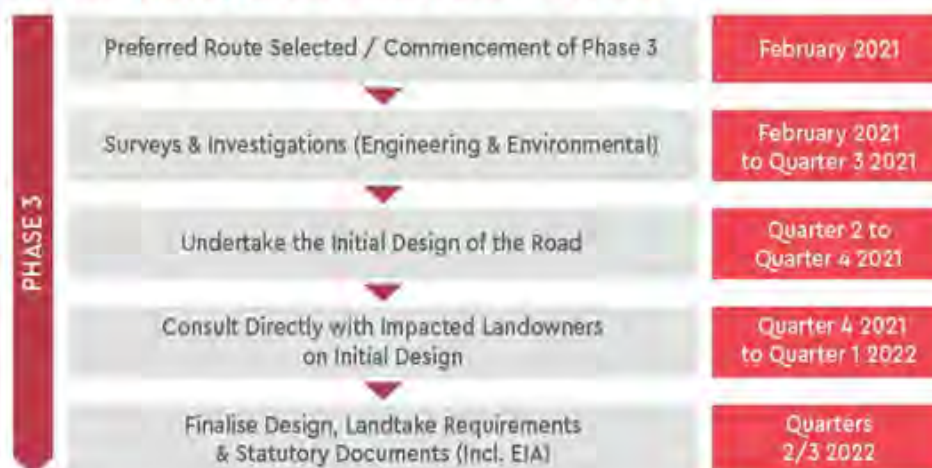 PHASE 3
Preferred Route Selected / Commencement of Phase 3
February 2021
Surveys & Investigations (Engineering & Environmental)
February 2021
to Quarter 3 2021
Undertake the Initial Design of the Road
Quarter 2 to
Quarter 4 2021
Consult Directly with Impacted Landowners
on Initial Design
Quarter 4 2021
to Quarter 1 2022
Finalise Design, Landtake Requirements
& Statutory Documents (Incl. EIA)
Quarters
2/3 2022